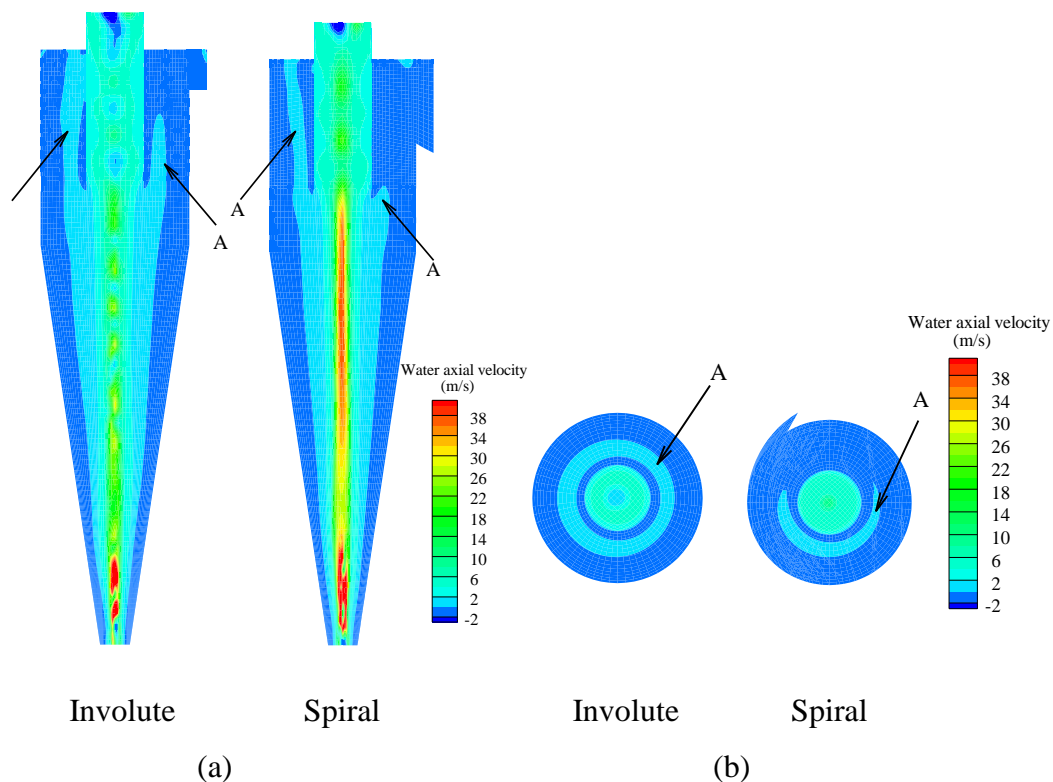 A
A
A
Water axial velocity
(m/s)
38
34
30
26
22
18
14
10
6
2
-2
Involute
Spiral
(a)
A
A
Water axial velocity
(m/s)
38
34
30
26
22
18
14
10
6
2
-2
Involute
Spiral
(b)